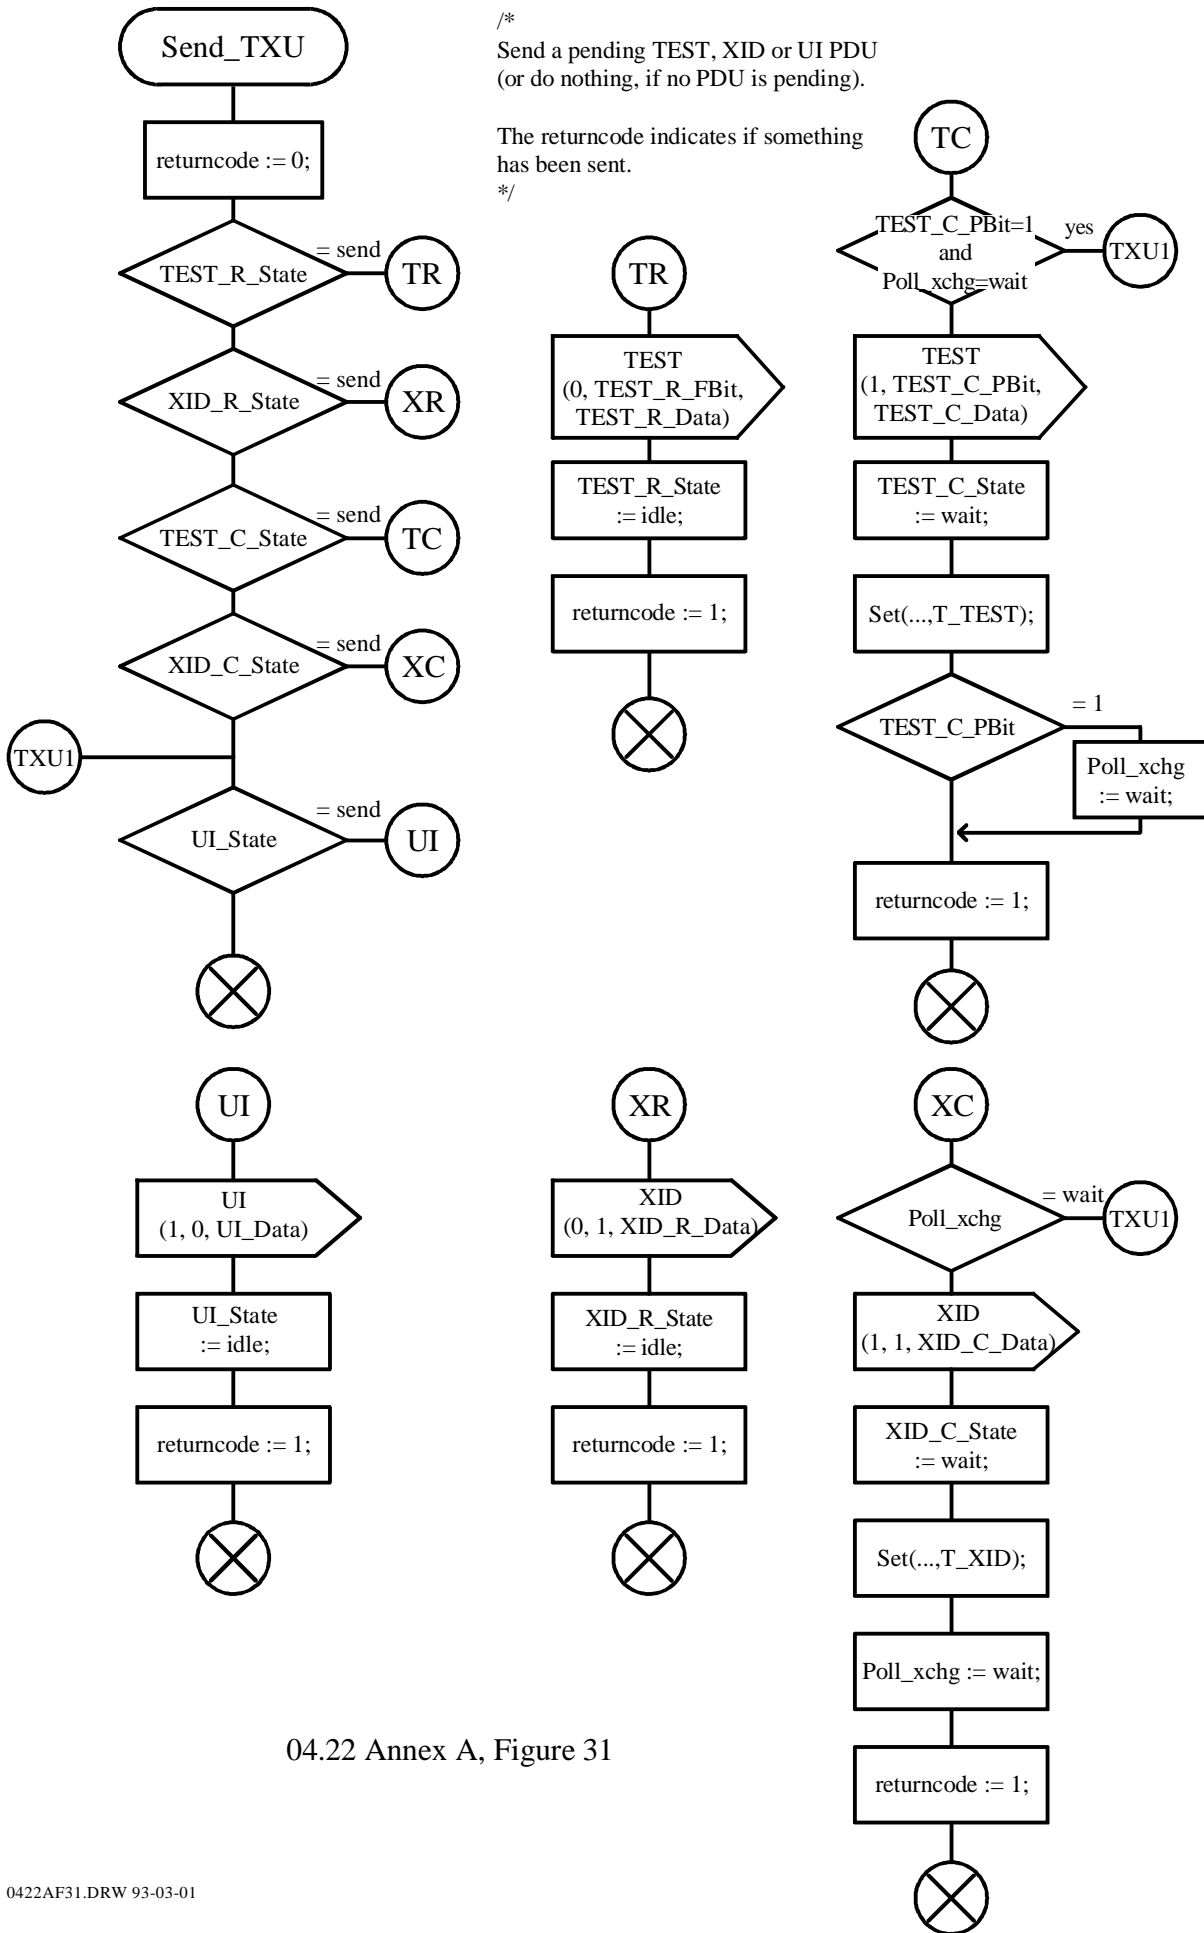 Send_TXU
returncode := 0;
TEST_R_State
= send
TR
XID_R_State
= send
XR
TEST_C_State
= send
TC
XID_C_State
= send
XC
TXU1
UI_State
= send
UI
/*
Send a pending TEST, XID or UI PDU
(or do nothing, if no PDU is pending).
The returncode indicates if something
has been sent.
*/
TR
TEST
(0, TEST_R_FBit,
TEST_R_Data)
TEST_R_State
:= idle;
returncode := 1;
TC
TEST_C_PBit=1
and
Poll_xchg=wait
yes
TXU1
TEST
(1, TEST_C_PBit,
TEST_C_Data)
TEST_C_State
:= wait;
Set(...,T_TEST);
TEST_C_PBit
= 1
Poll_xchg
:= wait;
returncode := 1;
UI
UI
(1, 0, UI_Data)
UI_State
:= idle;
returncode := 1;
XR
XID
(0, 1, XID_R_Data)
XID_R_State
:= idle;
returncode := 1;
XC
Poll_xchg
= wait
TXU1
XID
(1, 1, XID_C_Data)
XID_C_State
:= wait;
Set(...,T_XID);
Poll_xchg := wait;
returncode := 1;
04.22 Annex A, Figure 31
0422AF31.DRW 93-03-01